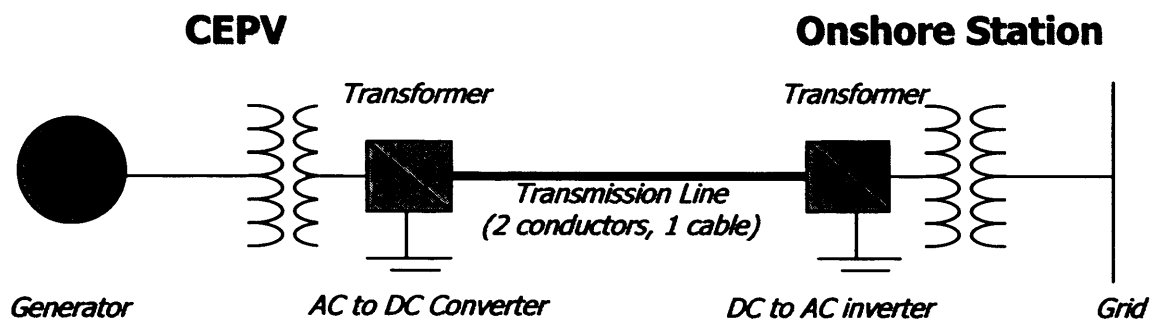 CEPV
Onshore Station
Transformer
Transformer
Transmission Line
(2 conductors, 1 cable)
Generator
AC to DC Converter
DC to AC inverter
Grid